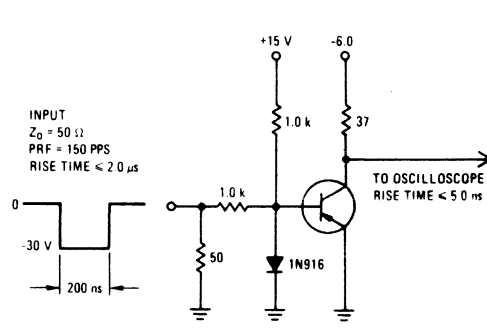 +15 V
-6.0
INPUT
Z₀ = 50 Ω
PRF = 150 PPS
RISE TIME ≤ 2.0 μs
1.0 k
37
TO OSCILLOSCOPE
RISE TIME ≤ 5.0 ns
1.0 k
0
-30 V
50
1N916
200 ns